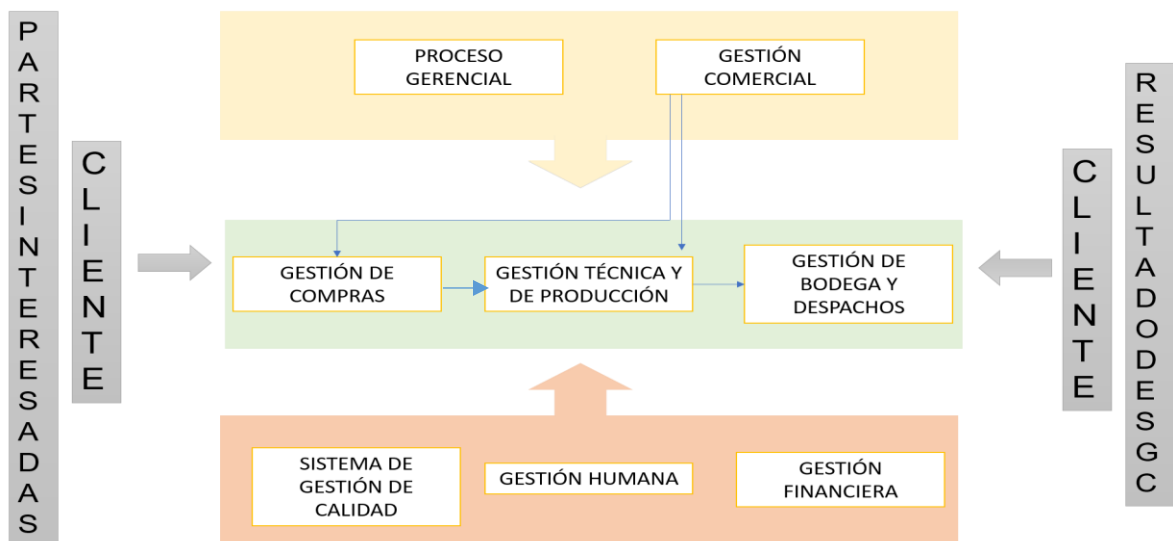 PARTESINTERESADAS
CLIENTE
PROCESO
GERENCIAL
GESTIÓN
COMERCIAL
GESTIÓN DE
COMPRAS
GESTIÓN TÉCNICA Y
DE PRODUCCIÓN
GESTIÓN DE
BODEGA Y
DESPACHOS
SISTEMA DE
GESTIÓN DE
CALIDAD
GESTIÓN HUMANA
GESTIÓN
FINANCIERA
CLIENTE
RESULTADODESGC